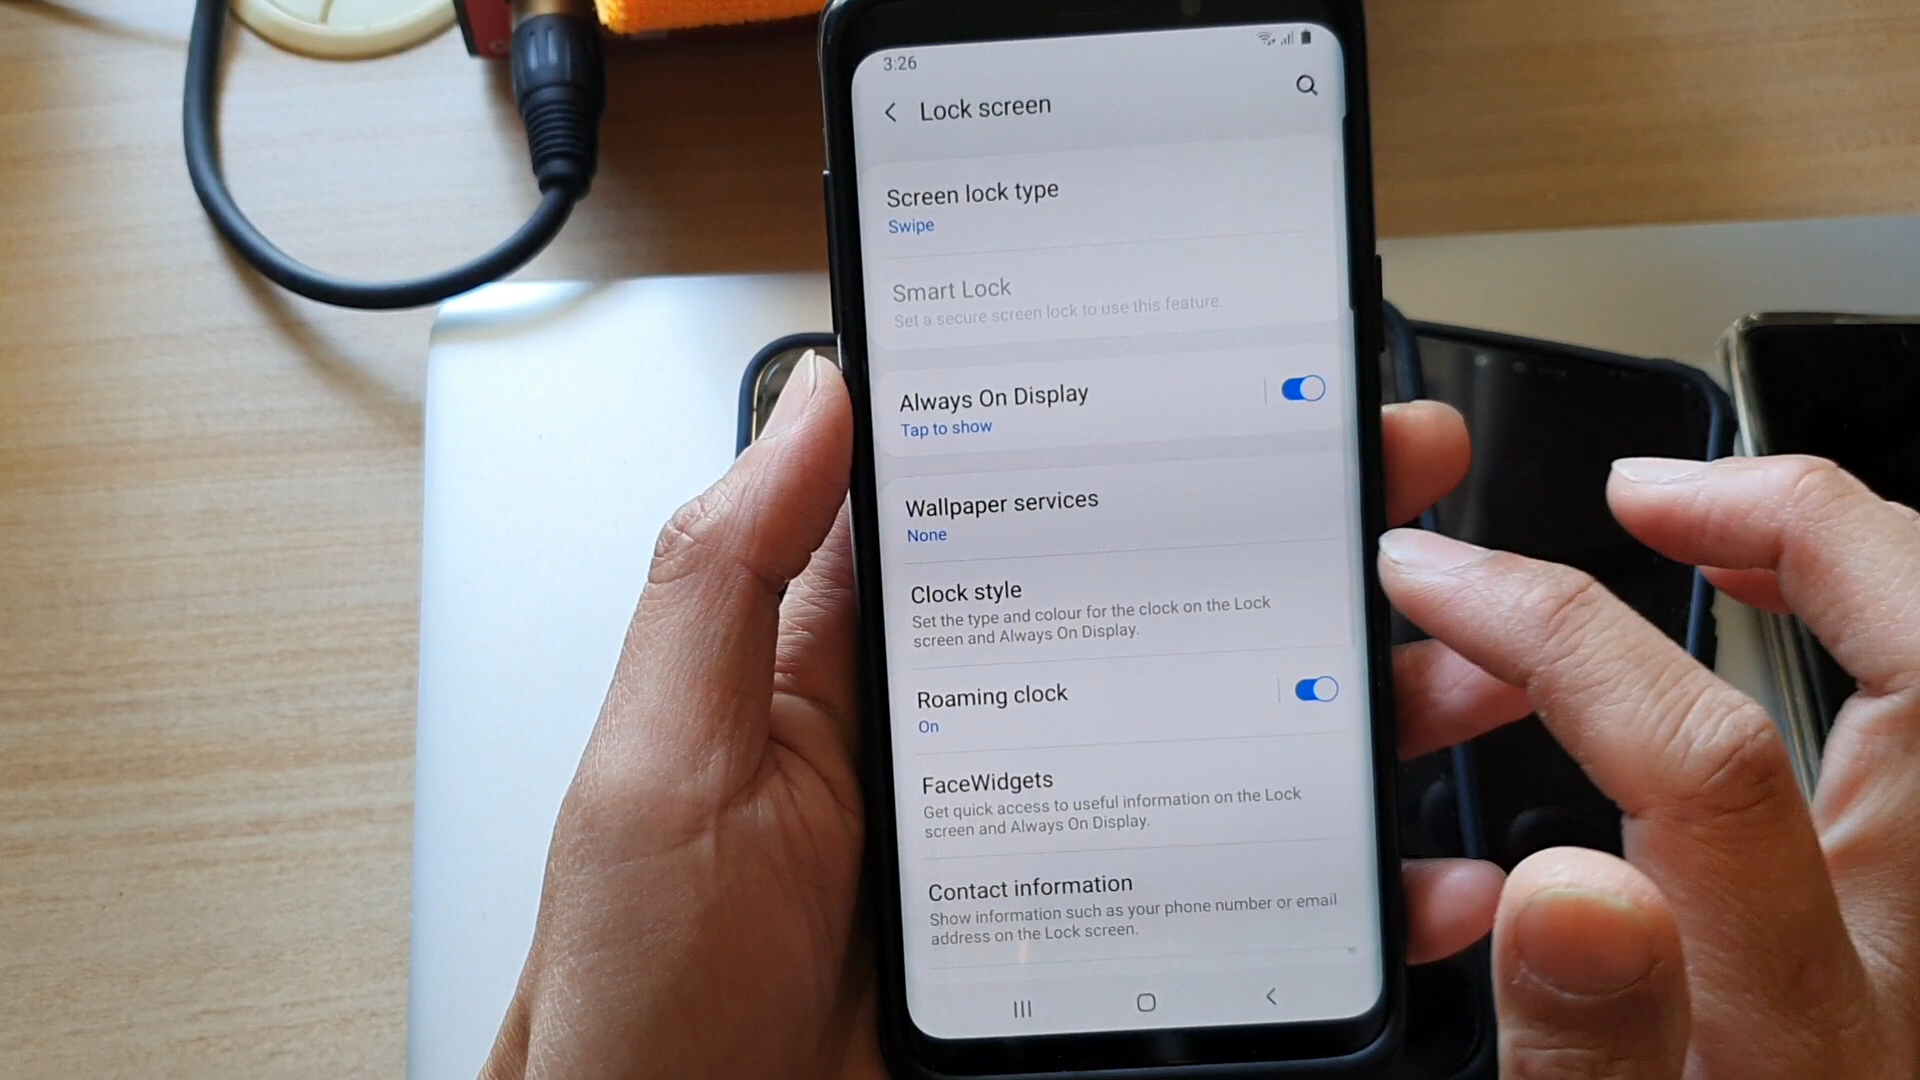 3:26
Lock screen
Screen lock type
Swipe
Smart Lock
Set a secure screen lock to use this feature.
Always On Display
Tap to show
Wallpaper services
None
Clock style
Set the type and colour for the clock on the Lock
screen and Always On Display.
Roaming clock
On
FaceWidgets
Get quick access to useful information on the Lock
screen and Always On Display.
Contact information
Show information such as your phone number or email
address on the Lock screen.